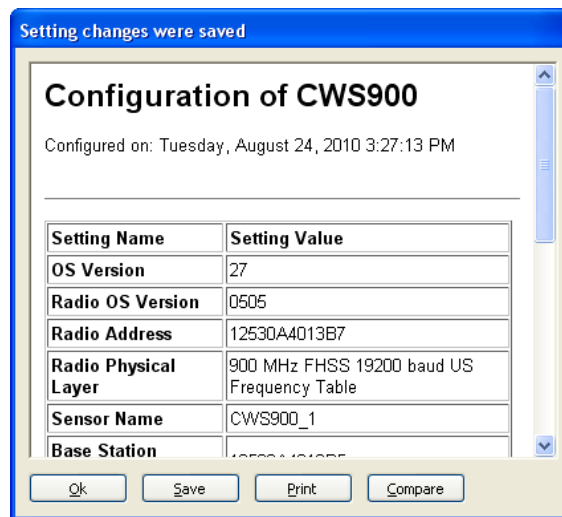 Setting changes were saved
Configuration of CWS900
Configured on: Tuesday, August 24, 2010 3:27:13 PM
Setting Name Setting Value
OS Version 27
Radio OS Version 0505
Radio Address 12530A4013B7
Radio Physical Layer 900 MHz FHSS 19200 baud US Frequency Table
Sensor Name CWS900_1
Base Station
Ok Save Print Compare